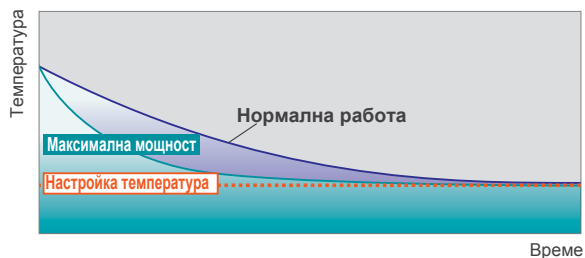 Температура
Нормална работа
Максимална мощност
Настройка температура
Време